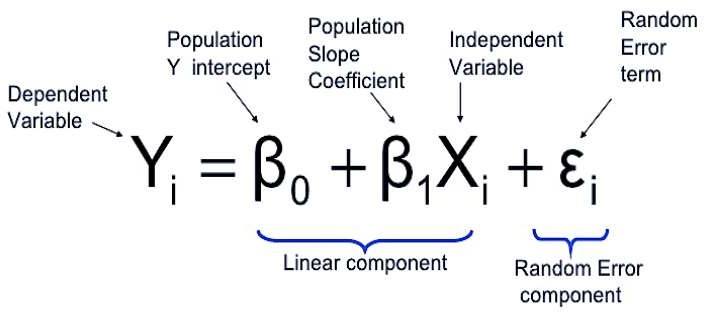 Dependent
Variable
Population
Y intercept
Population
Slope
Coefficient
Independent
Variable
Random
Error
term
Yᵢ = β₀ + β₁Xᵢ + εᵢ
Linear component
Random Error
component